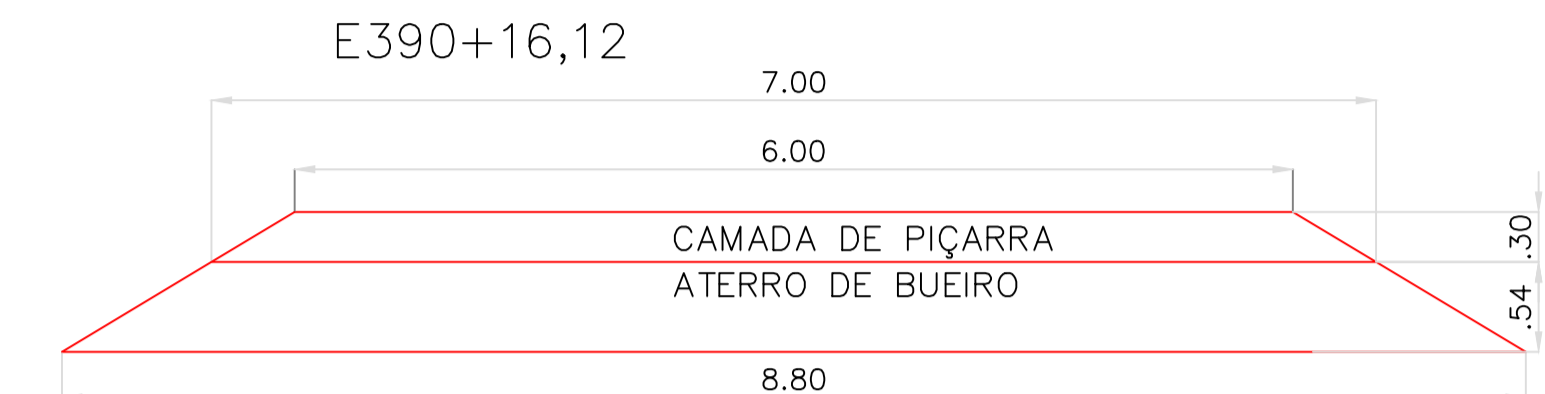 E390+16,12
7.00
6.00
CAMADA DE PIÇARRA
.30
ATERRO DE BUEIRO
.54
8.80